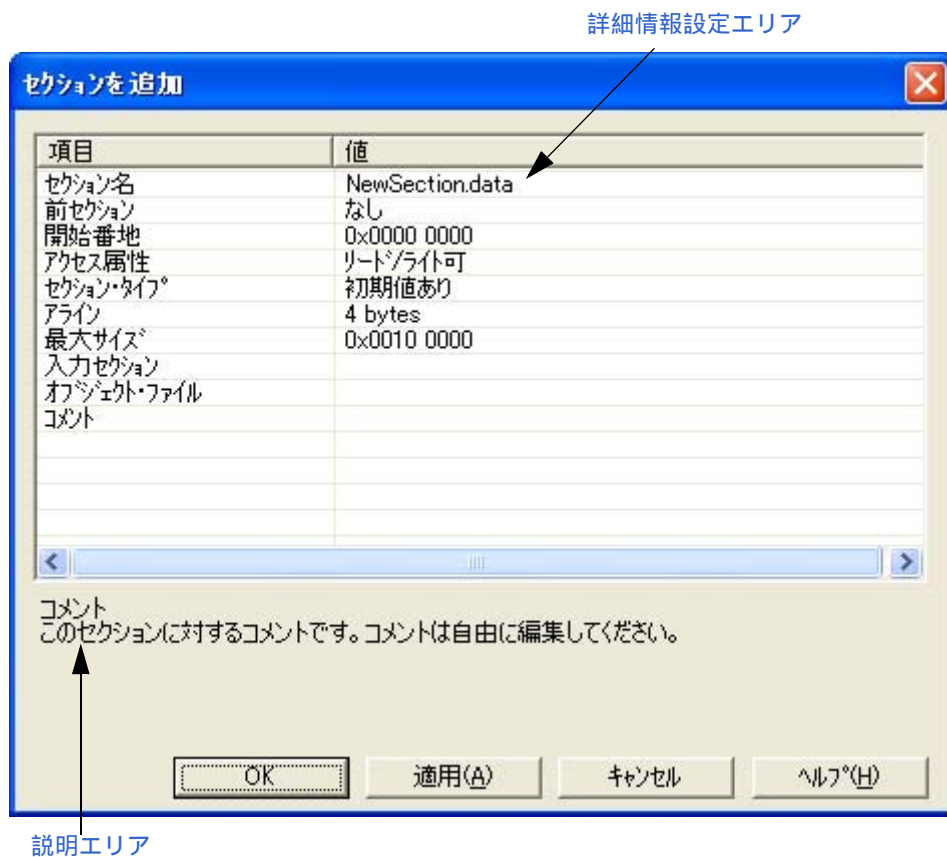 詳細情報設定エリア
セクションを追加
項目 値
ｾｸｼｮﾝ名 NewSection.data
前ｾｸｼｮﾝ なし
開始番地 0x0000 0000
ｱｸｾｽ属性 ﾘｰﾄﾞ/ﾗｲﾄ可
ｾｸｼｮﾝ･ﾀｲﾌﾟ 初期値あり
ｱﾗｲﾝ 4 bytes
最大ｻｲｽﾞ 0x0010 0000
入力ｾｸｼｮﾝ
ｵﾌﾞｼﾞｪｸﾄ･ﾌｧｲﾙ
ｺﾒﾝﾄ
コメント
このセクションに対するコメントです。コメントは自由に編集してください。
OK 適用(A) ｷｬﾝｾﾙ ﾍﾙﾌﾟ(H)
説明エリア